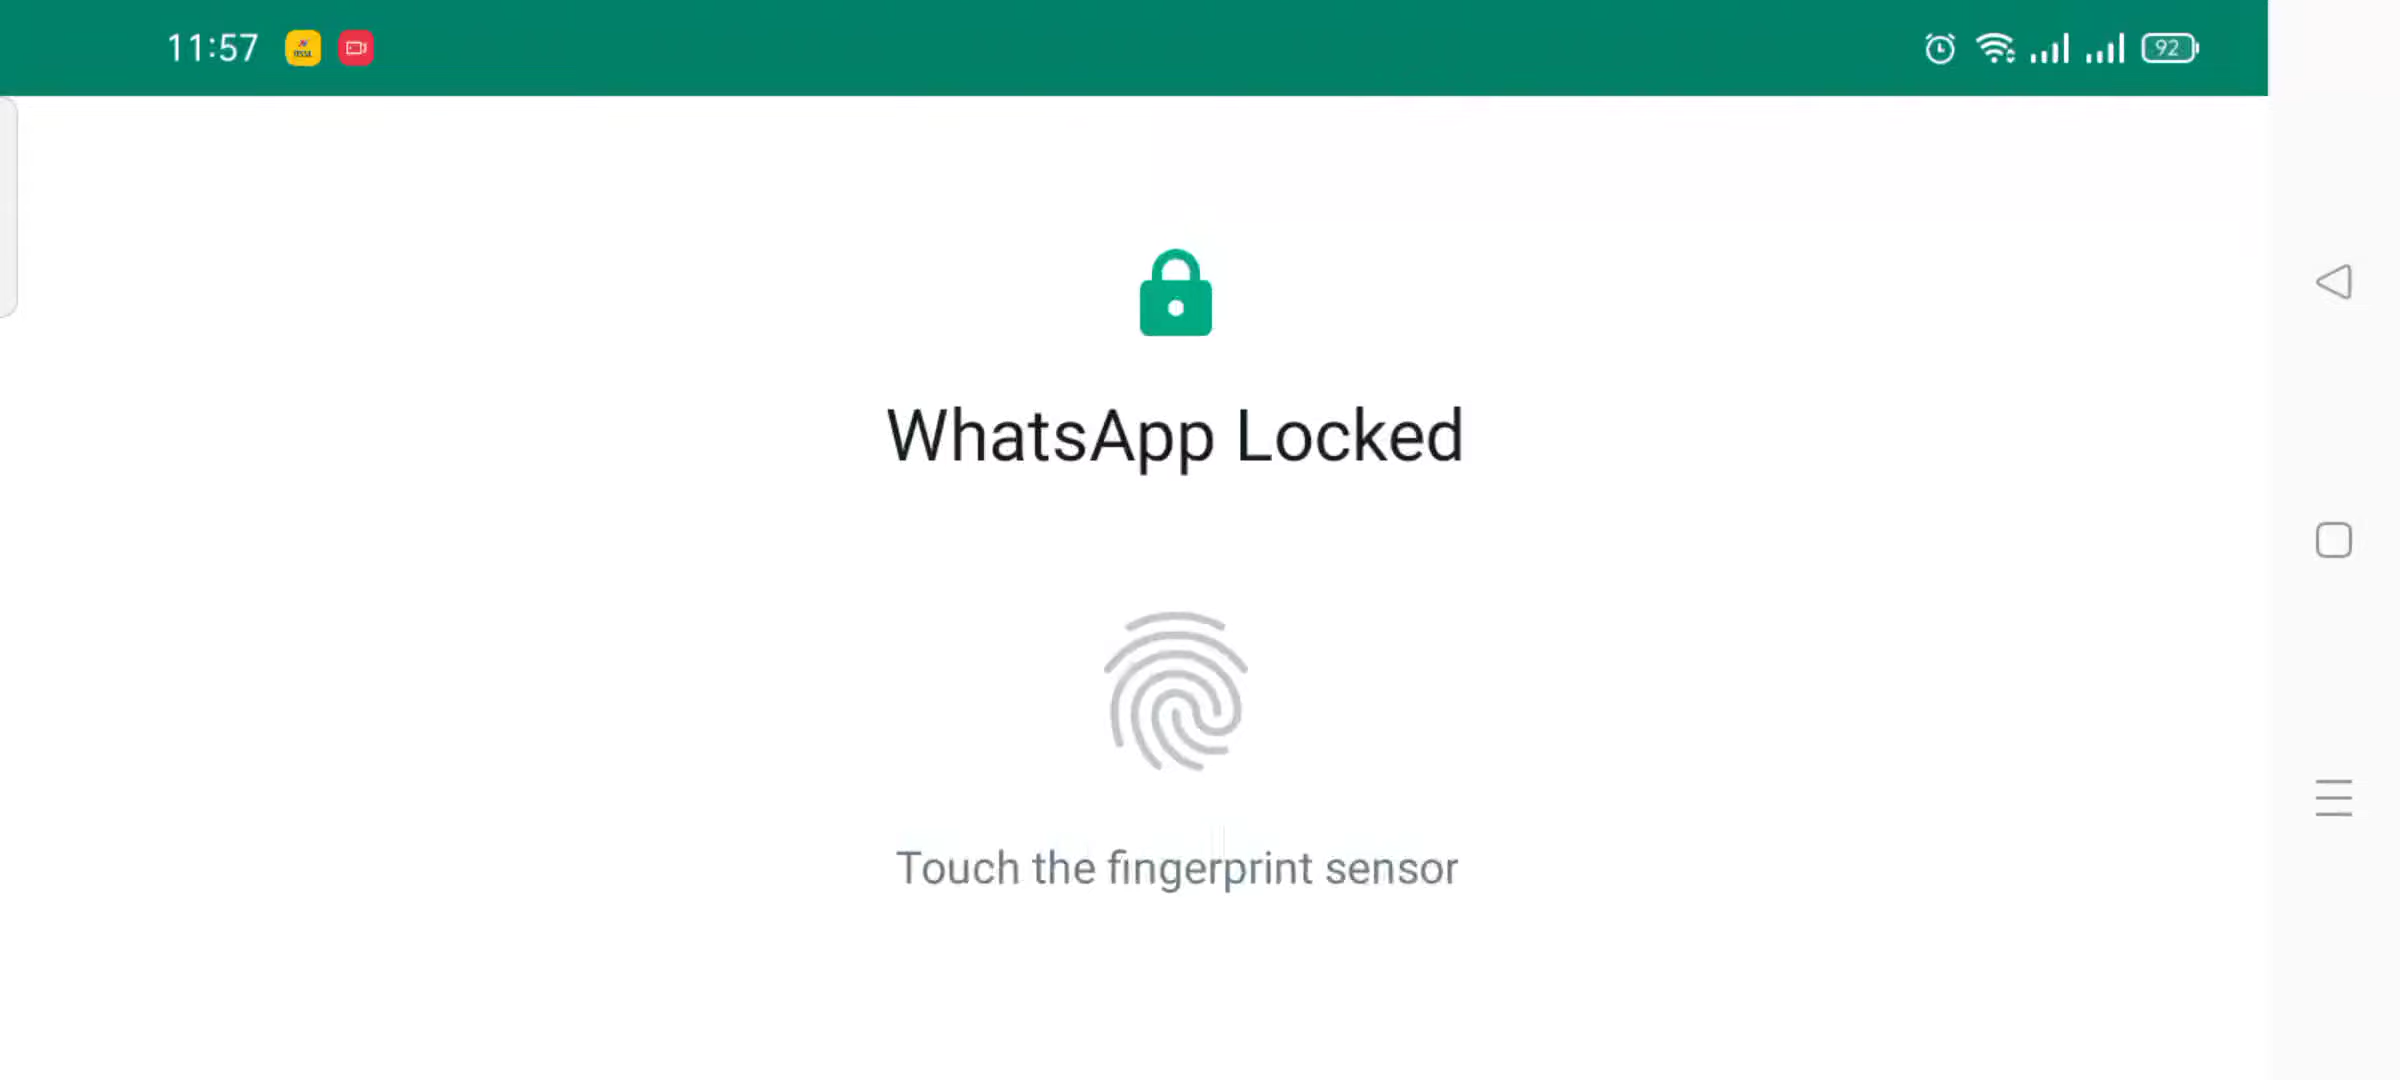 11:57
92
WhatsApp Locked
Touch the fingerprint sensor